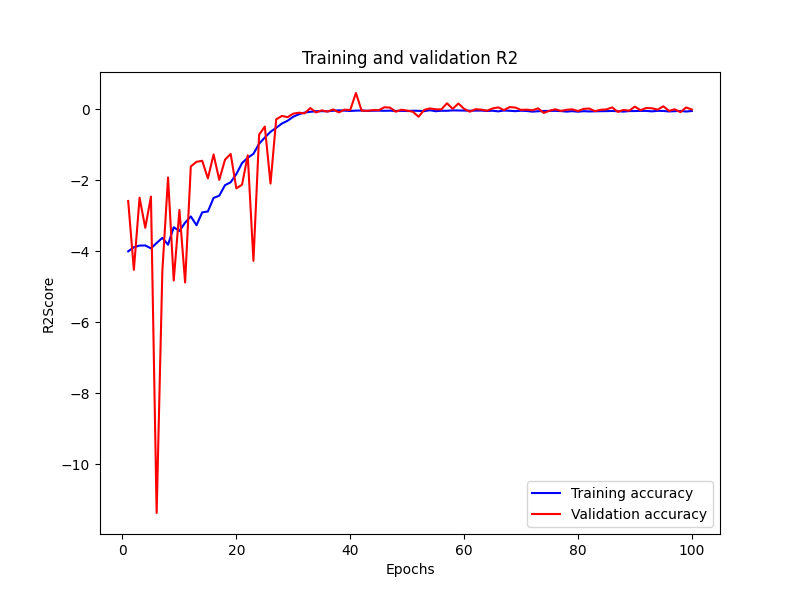 Training and validation R2
R2Score
0
−2
−4
−6
−8
−10
0 20 40 60 80 100
Epochs
Training accuracy
Validation accuracy